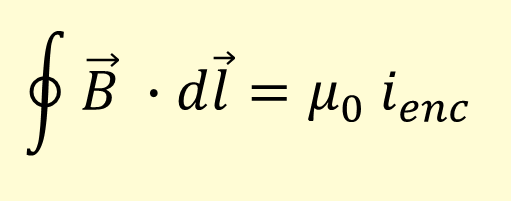 ∮ B⃗ · dl⃗ = μ₀ i_enc